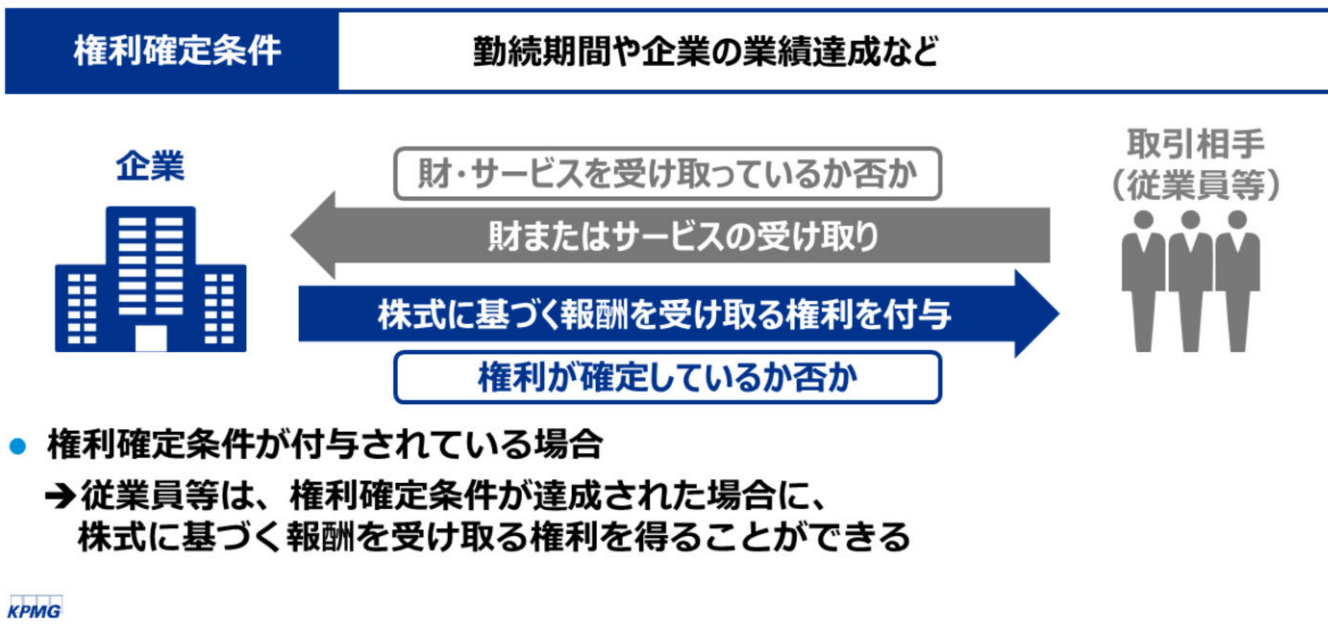 権利確定条件 勤続期間や企業の業績達成など
企業
財・サービスを受け取っているか否か
取引相手
（従業員等）
財またはサービスの受け取り
株式に基づく報酬を受け取る権利を付与
権利が確定しているか否か
● 権利確定条件が付与されている場合
➔従業員等は、権利確定条件が達成された場合に、
株式に基づく報酬を受け取る権利を得ることができる
KPMG